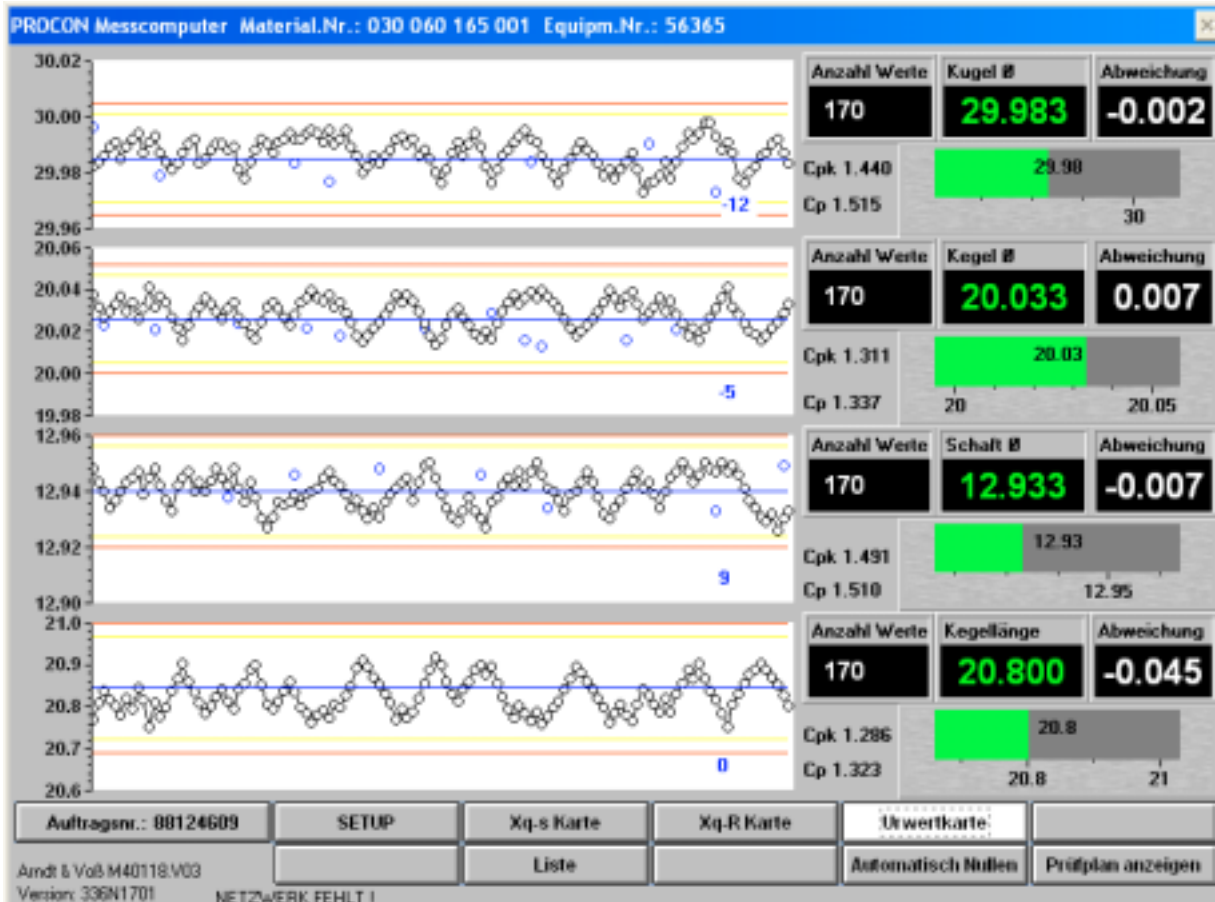 PROCON Messcomputer Material.Nr.: 030 060 165 001 Equipm.Nr.: 56365
30.02
30.00
29.98
29.96
-12
Anzahl Werte Kugel Ø Abweichung
170 29.983 -0.002
Cpk 1.440
Cp 1.515
29.98
30
20.06
20.04
20.02
20.00
19.98
-5
Anzahl Werte Kegel Ø Abweichung
170 20.033 0.007
Cpk 1.311
Cp 1.337
20.03
20 20.05
12.96
12.94
12.92
12.90
9
Anzahl Werte Schaft Ø Abweichung
170 12.933 -0.007
Cpk 1.491
Cp 1.510
12.93
12.95
21.0
20.9
20.8
20.7
20.6
0
Anzahl Werte Kegellänge Abweichung
170 20.800 -0.045
Cpk 1.286
Cp 1.323
20.8
20.8 21
Auftragsnr.: 88124609 SETUP Xq-s Karte Xq-R Karte Urwertkarte
Liste Automatisch Nullen Prüfplan anzeigen
Arndt & Voß M40118.V03
Version: 336N1701 NETZWERK FEHLT !